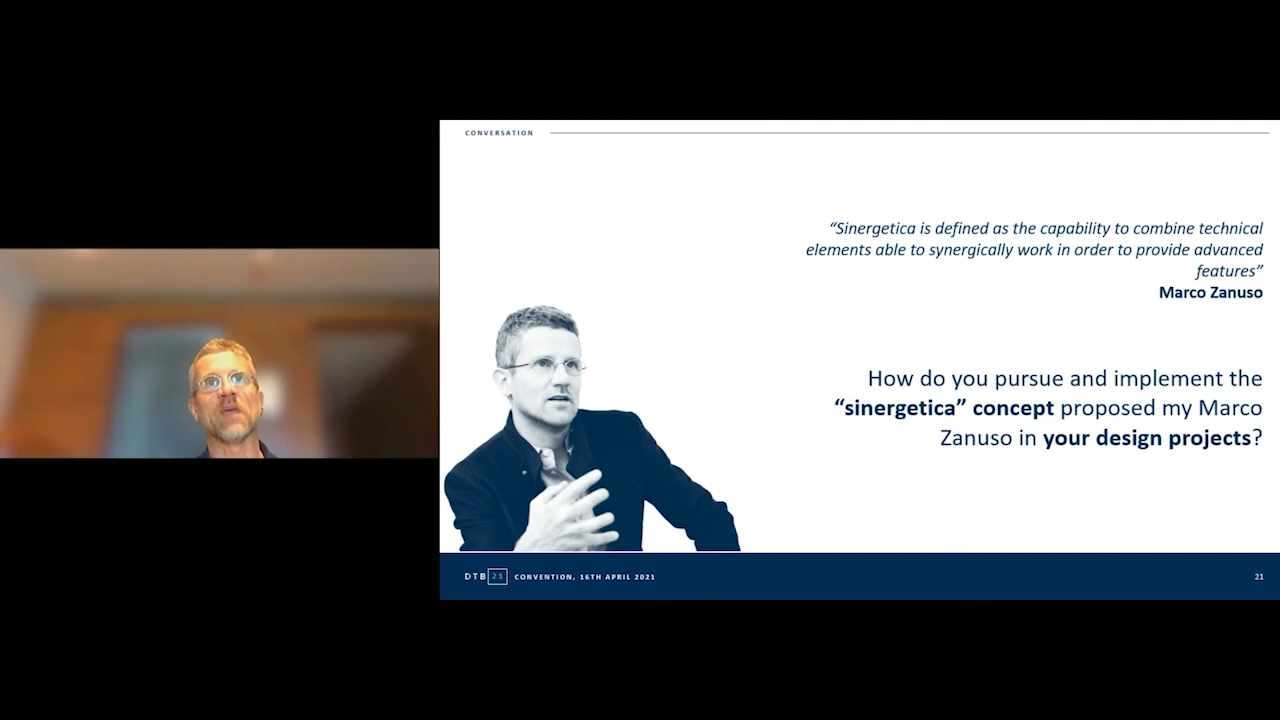 CONVERSATION
“Sinergetica is defined as the capability to combine technical
elements able to synergically work in order to provide advanced
features”
Marco Zanuso
How do you pursue and implement the
“sinergetica” concept proposed my Marco
Zanuso in your design projects?
DTB 21 CONVENTION, 16TH APRIL 2021
21